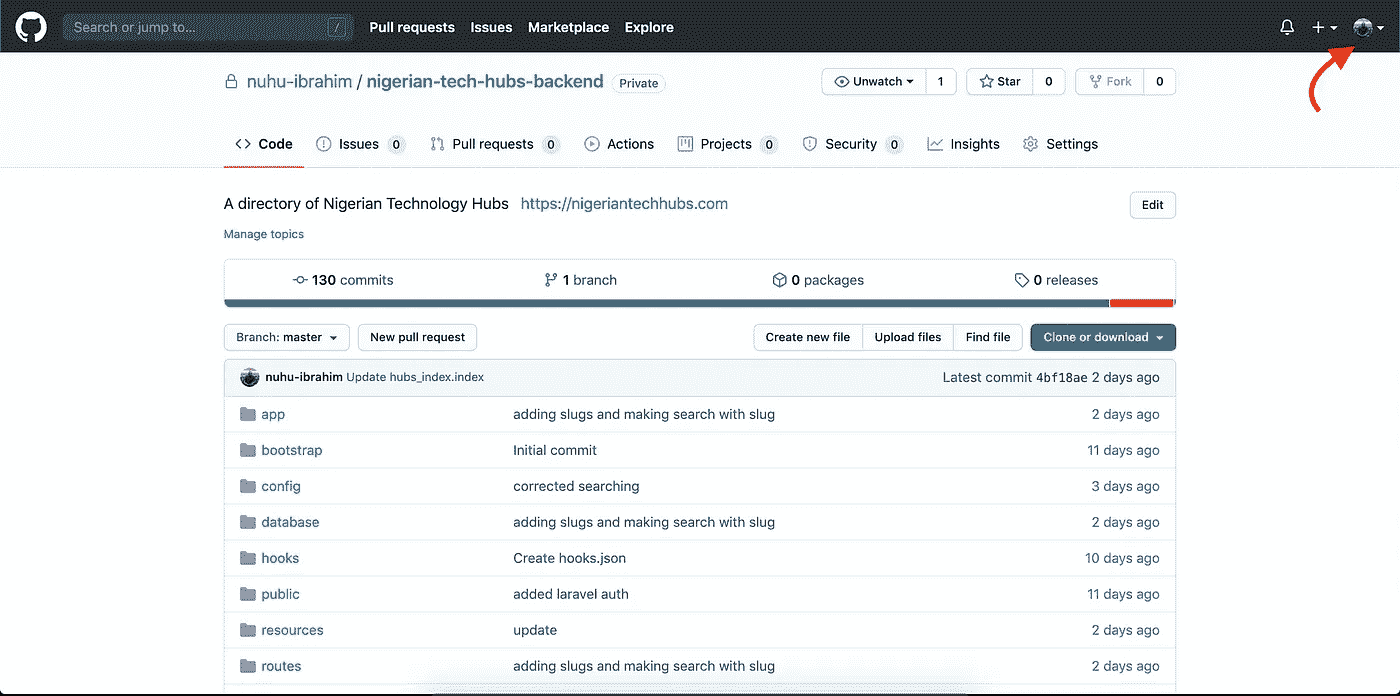 Search or jump to... / Pull requests Issues Marketplace Explore
nuhu-ibrahim / nigerian-tech-hubs-backend Private Unwatch 1 Star 0 Fork 0
Code Issues 0 Pull requests 0 Actions Projects 0 Security 0 Insights Settings
A directory of Nigerian Technology Hubs https://nigeriantechhubs.com Edit
Manage topics
130 commits 1 branch 0 packages 0 releases
Branch: master New pull request Create new file Upload files Find file Clone or download
nuhu-ibrahim Update hubs_index.index Latest commit 4bf18ae 2 days ago
app adding slugs and making search with slug 2 days ago
bootstrap Initial commit 11 days ago
config corrected searching 3 days ago
database adding slugs and making search with slug 2 days ago
hooks Create hooks.json 10 days ago
public added laravel auth 11 days ago
resources update 2 days ago
routes adding slugs and making search with slug 2 days ago